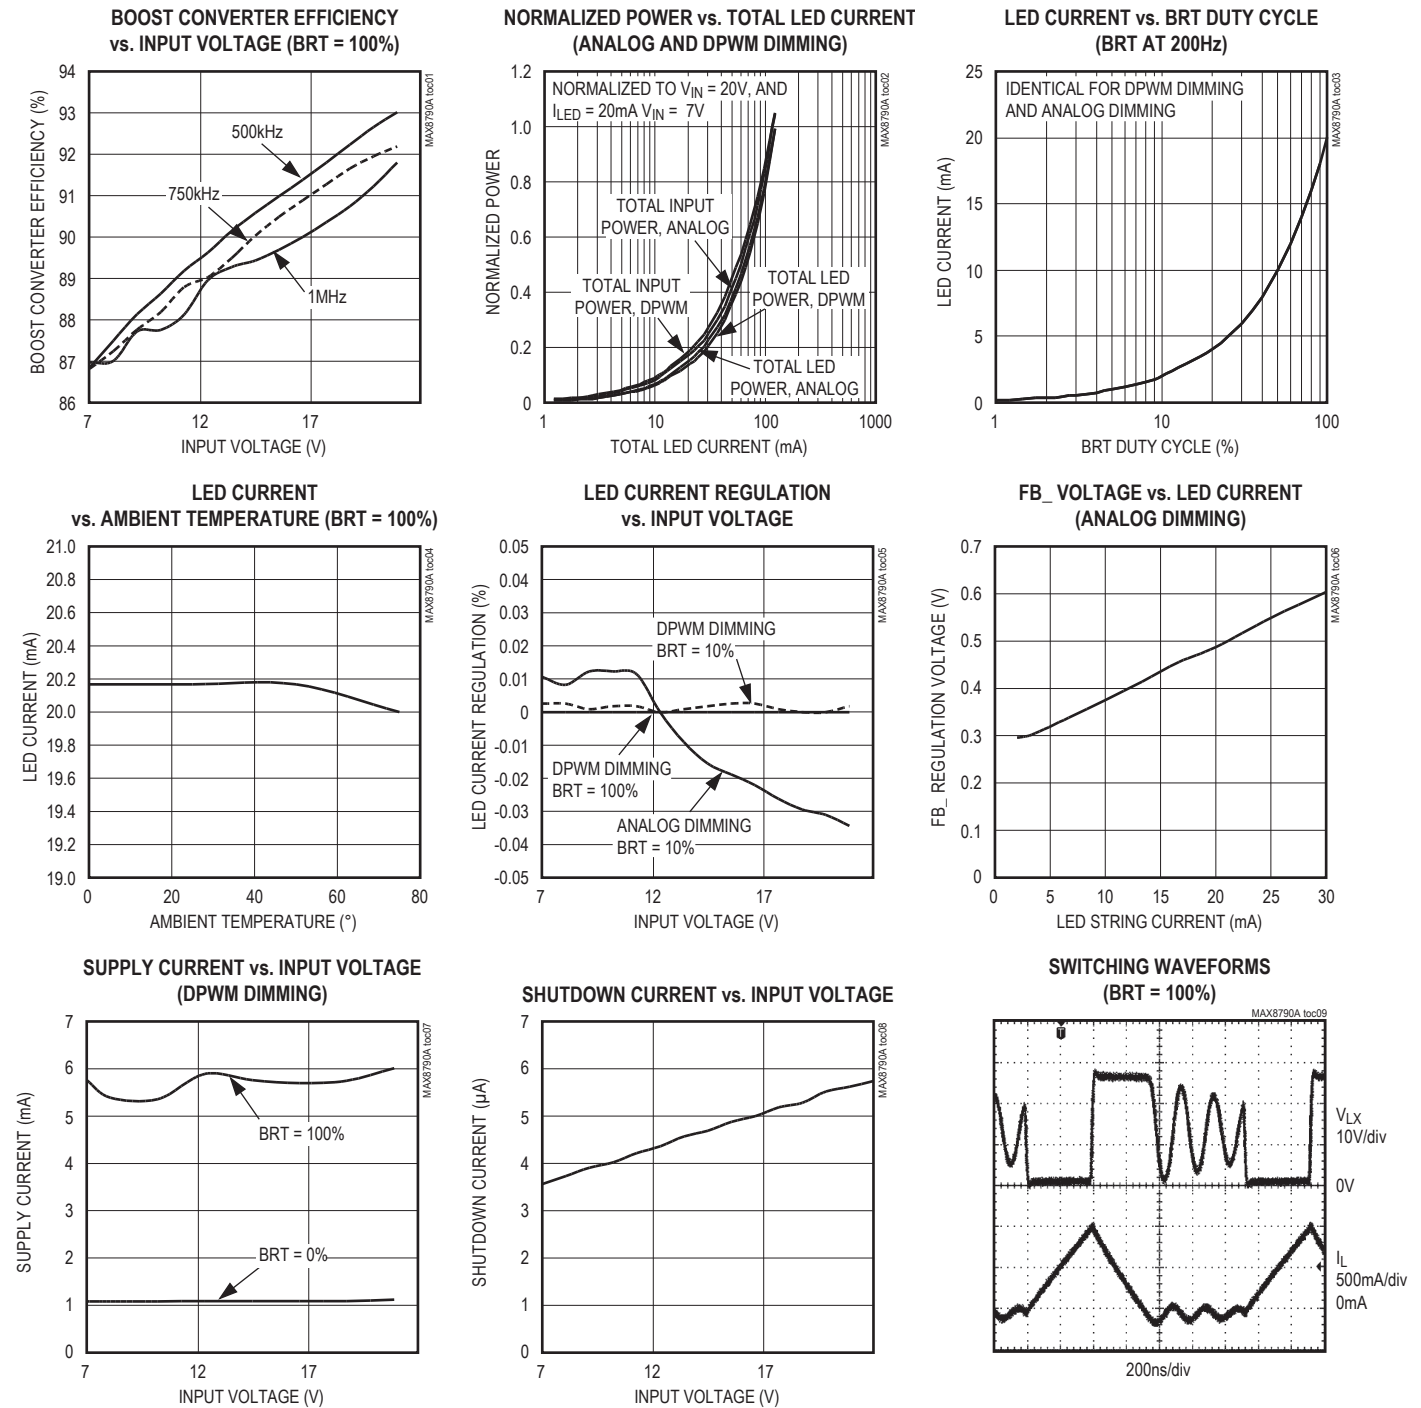 BOOST CONVERTER EFFICIENCY
vs. INPUT VOLTAGE (BRT = 100%)
94
93
92
91
90
89
88
87
86
BOOST CONVERTER EFFICIENCY (%)
500kHz
750kHz
1MHz
MAX8790A toc01
7
12
17
INPUT VOLTAGE (V)
NORMALIZED POWER vs. TOTAL LED CURRENT
(ANALOG AND DPWM DIMMING)
1.2
1.0
0.8
0.6
0.4
0.2
0
NORMALIZED POWER
NORMALIZED TO VIN = 20V, AND
ILED = 20mA VIN = 7V
TOTAL INPUT
POWER, ANALOG
TOTAL INPUT
POWER, DPWM
TOTAL LED
POWER, DPWM
TOTAL LED
POWER, ANALOG
MAX8790A toc02
1
10
100
1000
TOTAL LED CURRENT (mA)
LED CURRENT vs. BRT DUTY CYCLE
(BRT AT 200Hz)
25
20
15
10
5
0
LED CURRENT (mA)
IDENTICAL FOR DPWM DIMMING
AND ANALOG DIMMING
MAX8790A toc03
1
10
100
BRT DUTY CYCLE (%)
LED CURRENT
vs. AMBIENT TEMPERATURE (BRT = 100%)
21.0
20.8
20.6
20.4
20.2
20.0
19.8
19.6
19.4
19.2
19.0
LED CURRENT (mA)
MAX8790A toc04
0
20
40
60
80
AMBIENT TEMPERATURE (°)
LED CURRENT REGULATION
vs. INPUT VOLTAGE
0.05
0.04
0.03
0.02
0.01
0
-0.01
-0.02
-0.03
-0.04
-0.05
LED CURRENT REGULATION (%)
DPWM DIMMING
BRT = 10%
DPWM DIMMING
BRT = 100%
ANALOG DIMMING
BRT = 10%
MAX8790A toc05
7
12
17
INPUT VOLTAGE (V)
FB_ VOLTAGE vs. LED CURRENT
(ANALOG DIMMING)
0.7
0.6
0.5
0.4
0.3
0.2
0.1
0
FB_ REGULATION VOLTAGE (V)
MAX8790A toc06
0
5
10
15
20
25
30
LED STRING CURRENT (mA)
SUPPLY CURRENT vs. INPUT VOLTAGE
(DPWM DIMMING)
7
6
5
4
3
2
1
0
SUPPLY CURRENT (mA)
BRT = 100%
BRT = 0%
MAX8790A toc07
7
12
17
INPUT VOLTAGE (V)
SHUTDOWN CURRENT vs. INPUT VOLTAGE
7
6
5
4
3
2
1
0
SHUTDOWN CURRENT (µA)
MAX8790A toc08
7
12
17
INPUT VOLTAGE (V)
SWITCHING WAVEFORMS
(BRT = 100%)
MAX8790A toc09
T
VLX
10V/div
0V
IL
500mA/div
0mA
200ns/div